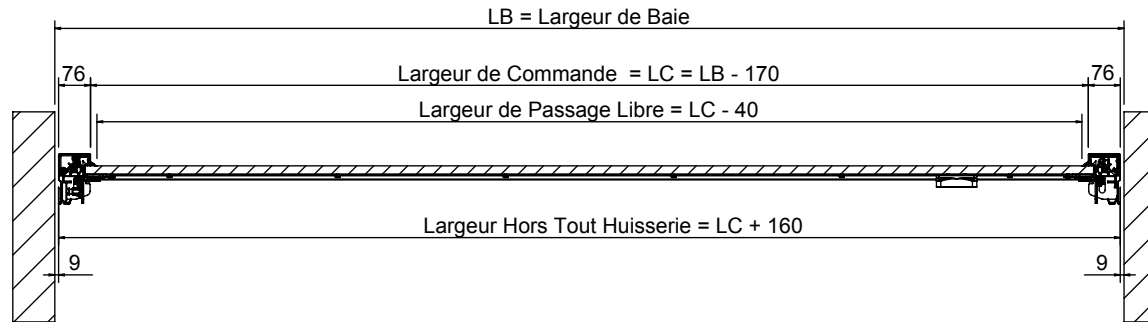 LB = Largeur de Baie
76
Largeur de Commande = LC = LB - 170
76
Largeur de Passage Libre = LC - 40
Largeur Hors Tout Huisserie = LC + 160
9
9